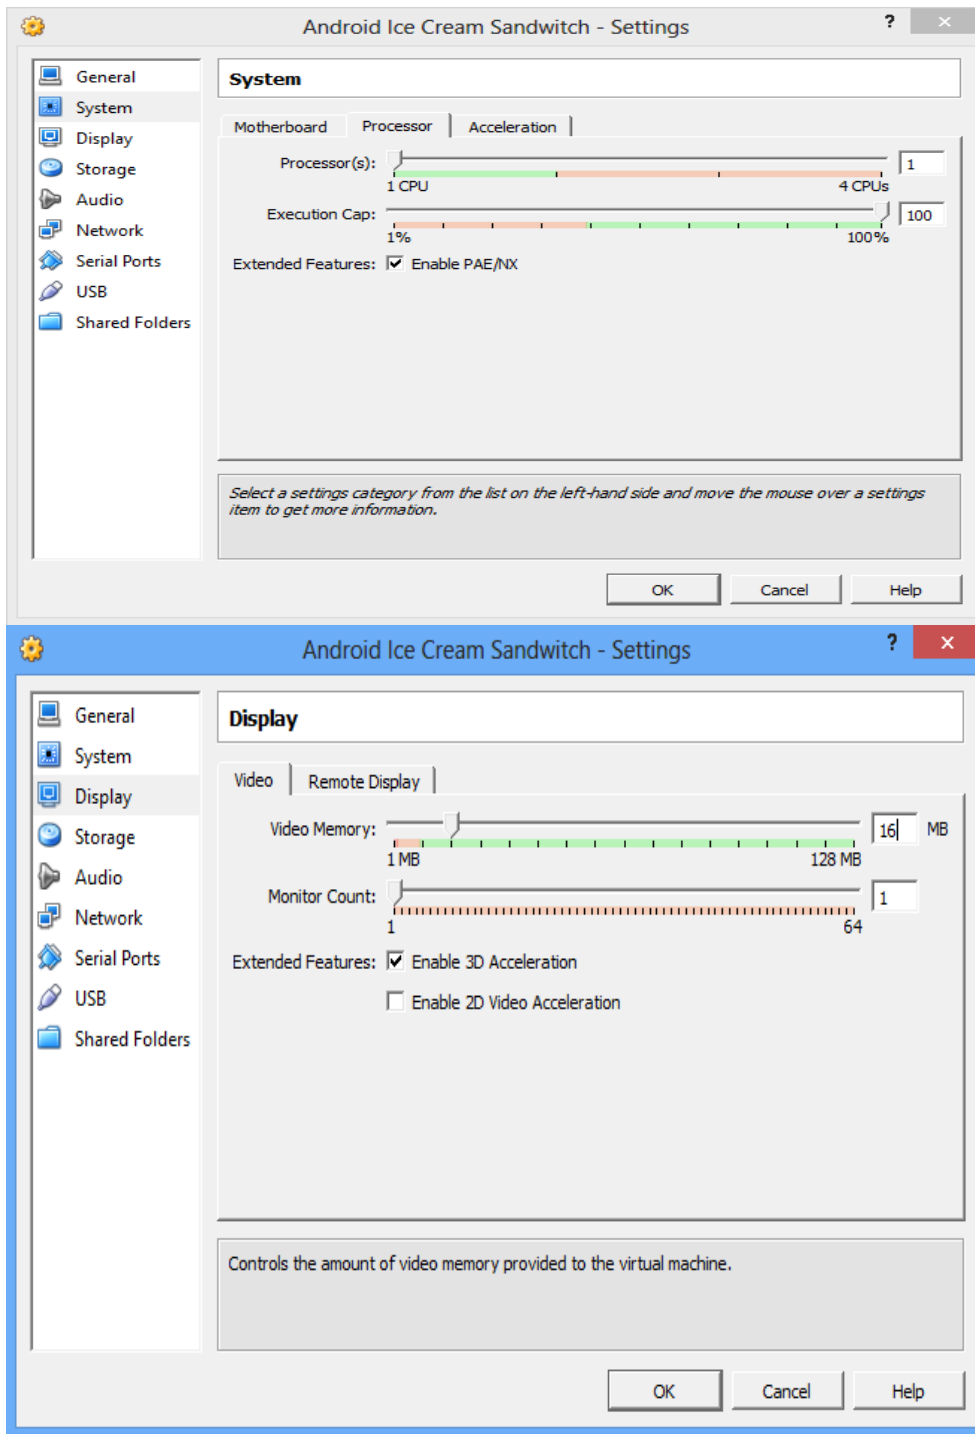 Android Ice Cream Sandwitch - Settings
?
×
General
System
Display
Storage
Audio
Network
Serial Ports
USB
Shared Folders
System
Motherboard Processor Acceleration
Processor(s): 1
1 CPU 4 CPUs
Execution Cap: 100
1% 100%
Extended Features: Enable PAE/NX
Select a settings category from the list on the left-hand side and move the mouse over a settings
item to get more information.
OK Cancel Help
Android Ice Cream Sandwitch - Settings
?
×
General
System
Display
Storage
Audio
Network
Serial Ports
USB
Shared Folders
Display
Video Remote Display
Video Memory: 16 MB
1 MB 128 MB
Monitor Count: 1
1 64
Extended Features: Enable 3D Acceleration
Enable 2D Video Acceleration
Controls the amount of video memory provided to the virtual machine.
OK Cancel Help